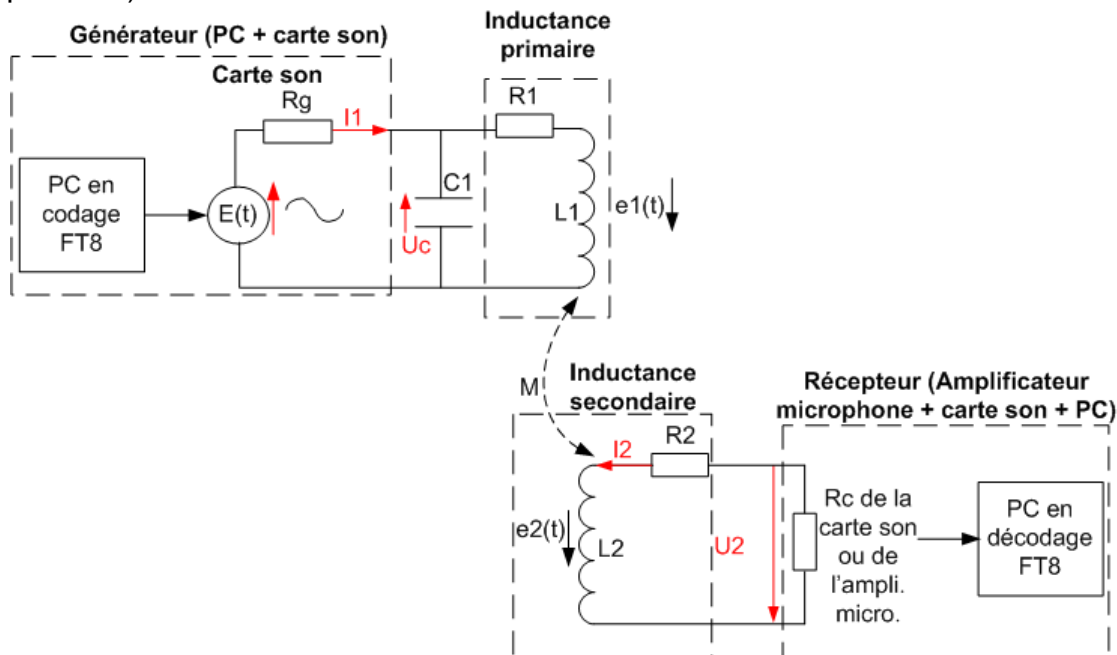 Inductance
primaire
Générateur (PC + carte son)
Carte son
Rg
I1
R1
PC en
codage
FT8
E(t)
C1
Uc
L1
e1(t)
M
Inductance
secondaire
Récepteur (Amplificateur
microphone + carte son + PC)
I2
R2
e2(t)
L2
U2
Rc de la
carte son
ou de
l'ampli.
micro.
PC en
décodage
FT8